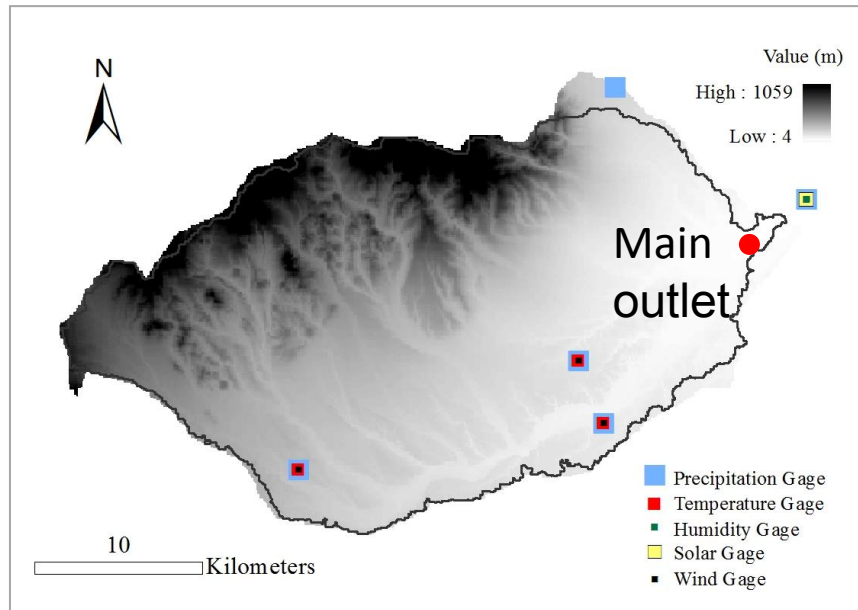 N
Value (m)
High : 1059
Low : 4
Main
outlet
Precipitation Gage
Temperature Gage
Humidity Gage
Solar Gage
Wind Gage
10
Kilometers